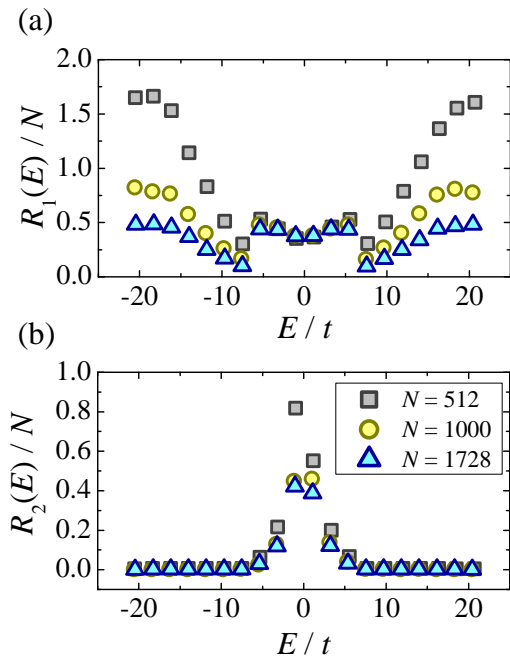 (a)
2.0
1.5
1.0
0.5
0.0
R₁(E) / N
-20 -10 0 10 20
E / t
(b)
1.0
0.8
0.6
0.4
0.2
0.0
R₂(E) / N
N = 512
N = 1000
N = 1728
-20 -10 0 10 20
E / t